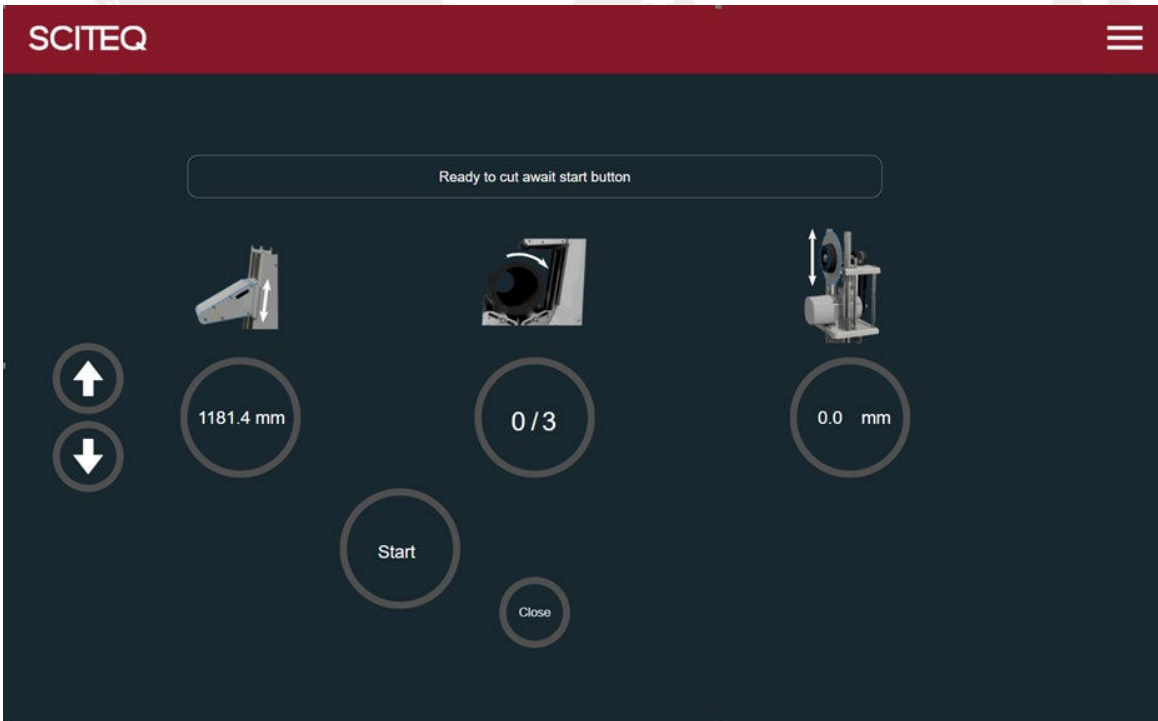 SCITEQ
Ready to cut await start button
1181.4 mm
0 / 3
0.0 mm
Start
Close